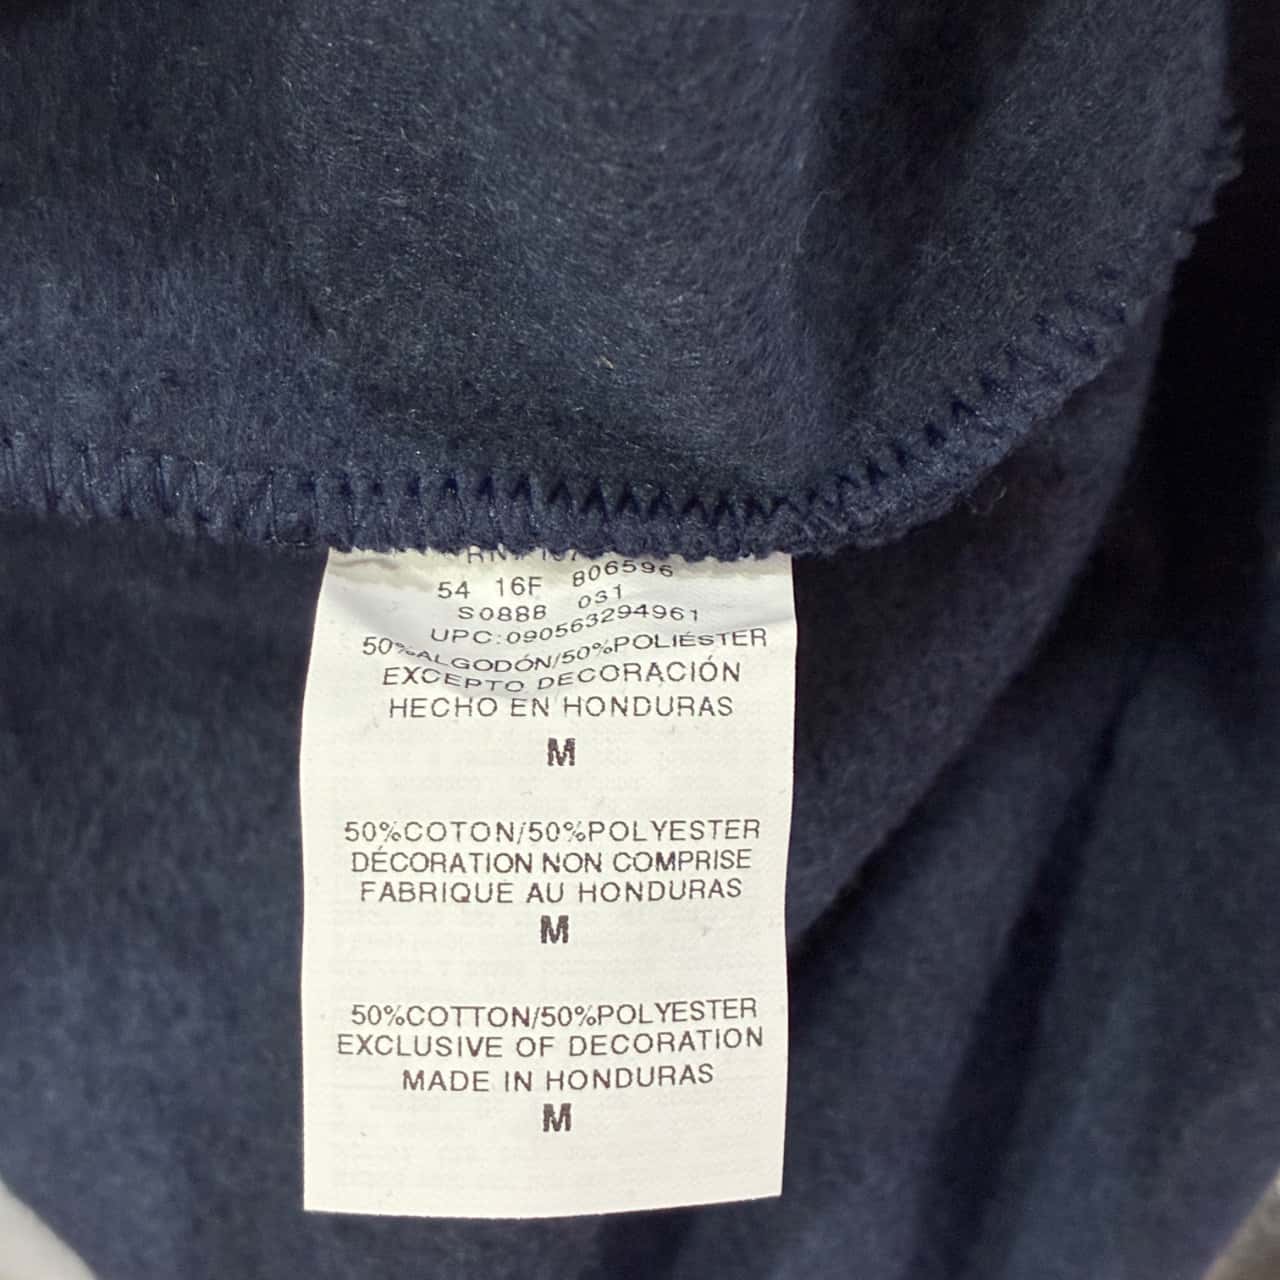 54 16F 806596
S0888 031
UPC:090563294961
50%ALGODÓN/50%POLIÉSTER
EXCEPTO DECORACIÓN
HECHO EN HONDURAS
M
50%COTON/50%POLYESTER
DÉCORATION NON COMPRISE
FABRIQUE AU HONDURAS
M
50%COTTON/50%POLYESTER
EXCLUSIVE OF DECORATION
MADE IN HONDURAS
M